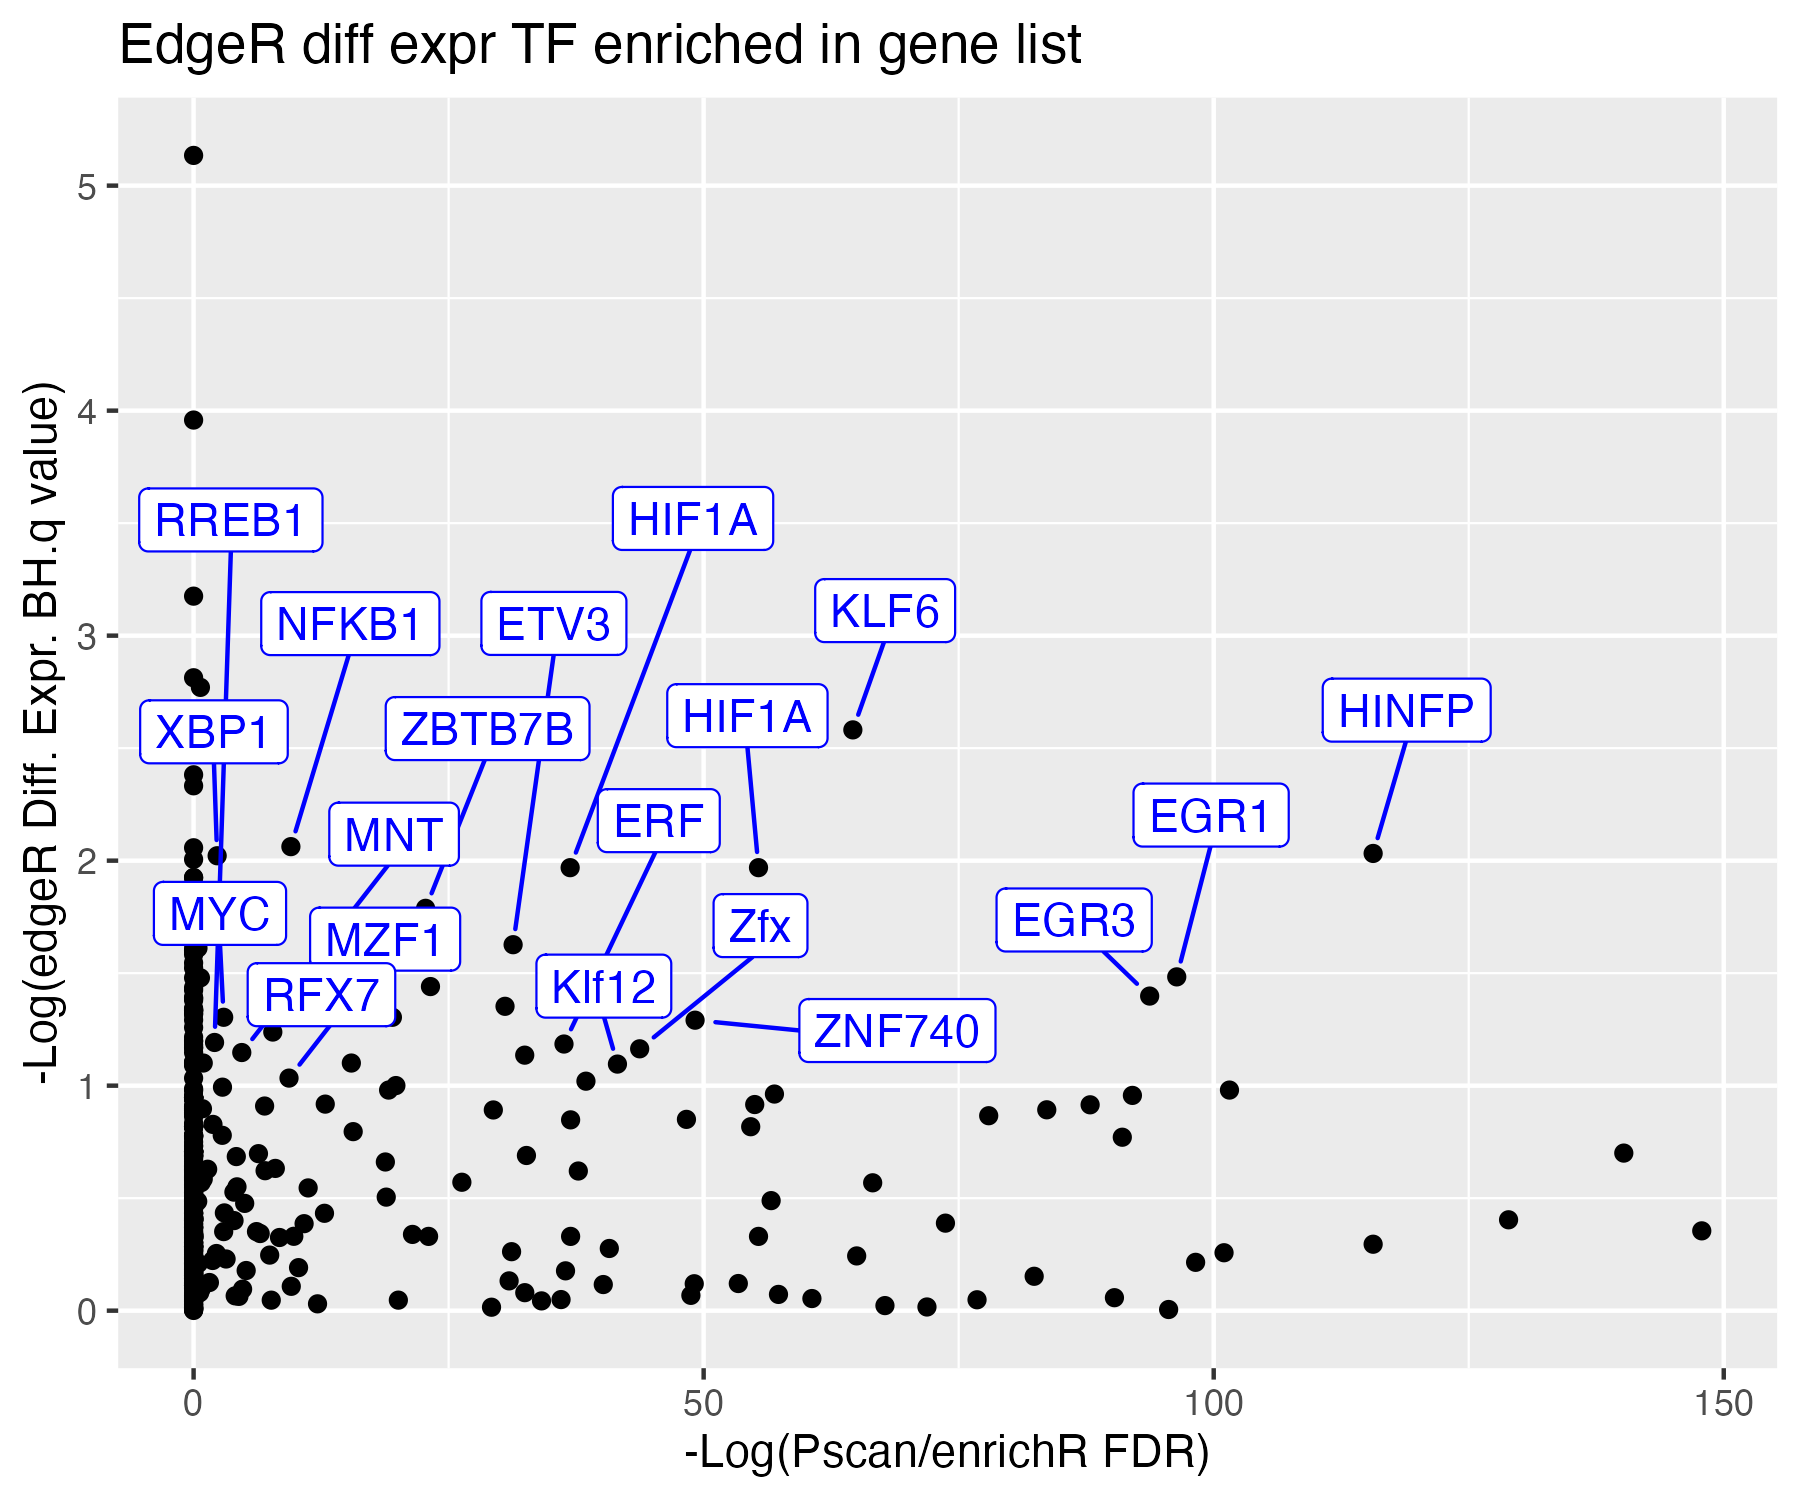 EdgeR diff expr TF enriched in gene list
-Log(edgeR Diff. Expr. BH.q value)
5
4
3
2
1
0
RREB1
HIF1A
NFKB1
ETV3
KLF6
XBP1
ZBTB7B
HIF1A
HINFP
MNT
ERF
EGR1
MYC
MZF1
Zfx
EGR3
RFX7
Klf12
ZNF740
0
50
100
150
-Log(Pscan/enrichR FDR)